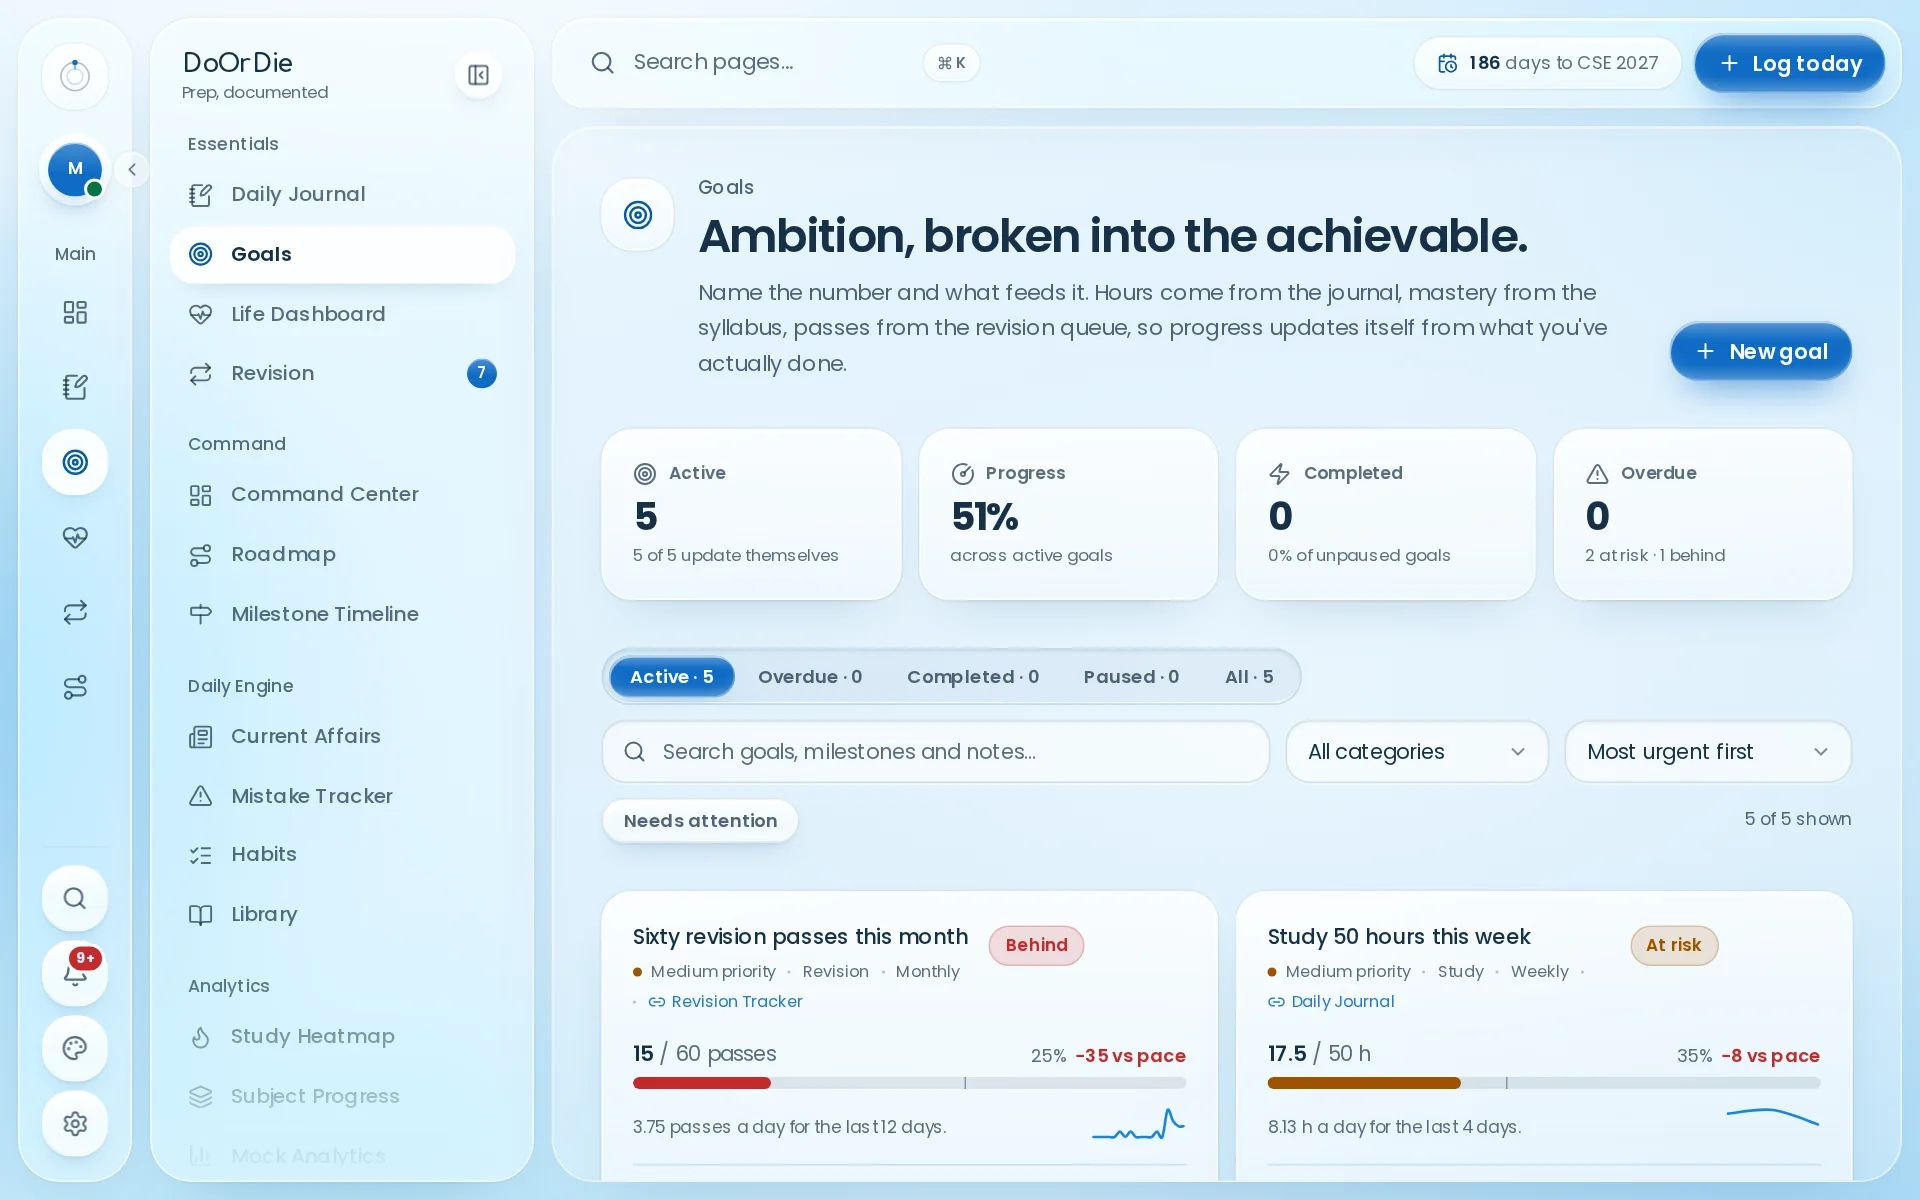 DoOrDie
Prep, documented
M
Main
9+
Essentials
Daily Journal
Goals
Life Dashboard
Revision
7
Command
Command Center
Roadmap
Milestone Timeline
Daily Engine
Current Affairs
Mistake Tracker
Habits
Library
Analytics
Study Heatmap
Subject Progress
Mock Analytics
Search pages...
⌘ K
186 days to CSE 2027
+ Log today
Goals
Ambition, broken into the achievable.
Name the number and what feeds it. Hours come from the journal, mastery from the
syllabus, passes from the revision queue, so progress updates itself from what you've
actually done.
+ New goal
Active
5
5 of 5 update themselves
Progress
51%
across active goals
Completed
0
0% of unpaused goals
Overdue
0
2 at risk · 1 behind
Active · 5
Overdue · 0
Completed · 0
Paused · 0
All · 5
Search goals, milestones and notes...
All categories
Most urgent first
Needs attention
5 of 5 shown
Sixty revision passes this month
Behind
Medium priority · Revision · Monthly
· Revision Tracker
15 / 60 passes
25% -35 vs pace
3.75 passes a day for the last 12 days.
Study 50 hours this week
At risk
Medium priority · Study · Weekly ·
Daily Journal
17.5 / 50 h
35% -8 vs pace
8.13 h a day for the last 4 days.